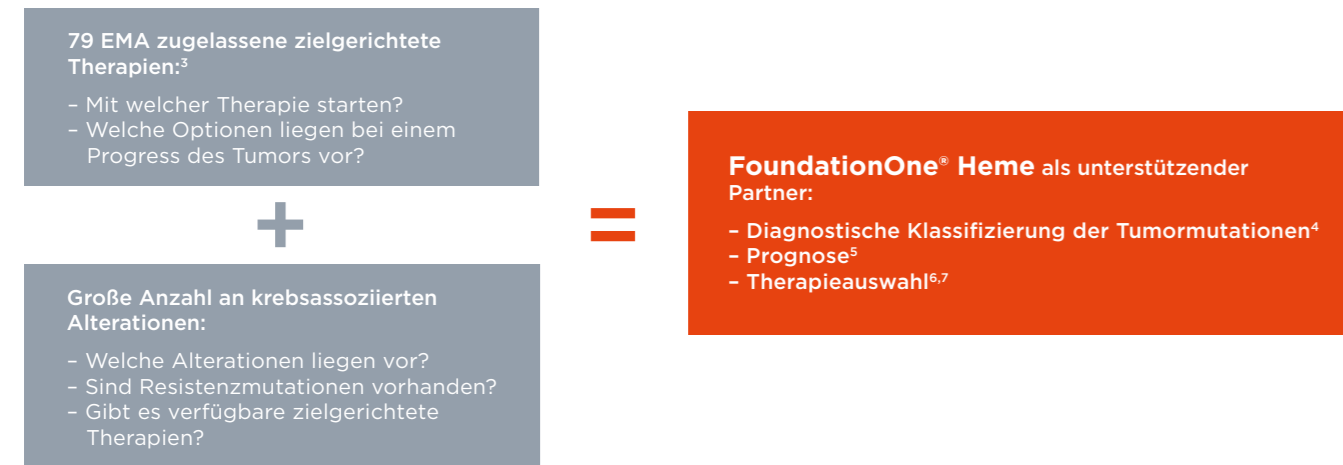 79 EMA zugelassene zielgerichtete
Therapien:³
– Mit welcher Therapie starten?
– Welche Optionen liegen bei einem
Progress des Tumors vor?
+
Große Anzahl an krebsassoziierten
Alterationen:
– Welche Alterationen liegen vor?
– Sind Resistenzmutationen vorhanden?
– Gibt es verfügbare zielgerichtete
Therapien?
=
FoundationOne® Heme als unterstützender
Partner:
– Diagnostische Klassifizierung der Tumormutationen⁴
– Prognose⁵
– Therapieauswahl⁶,⁷